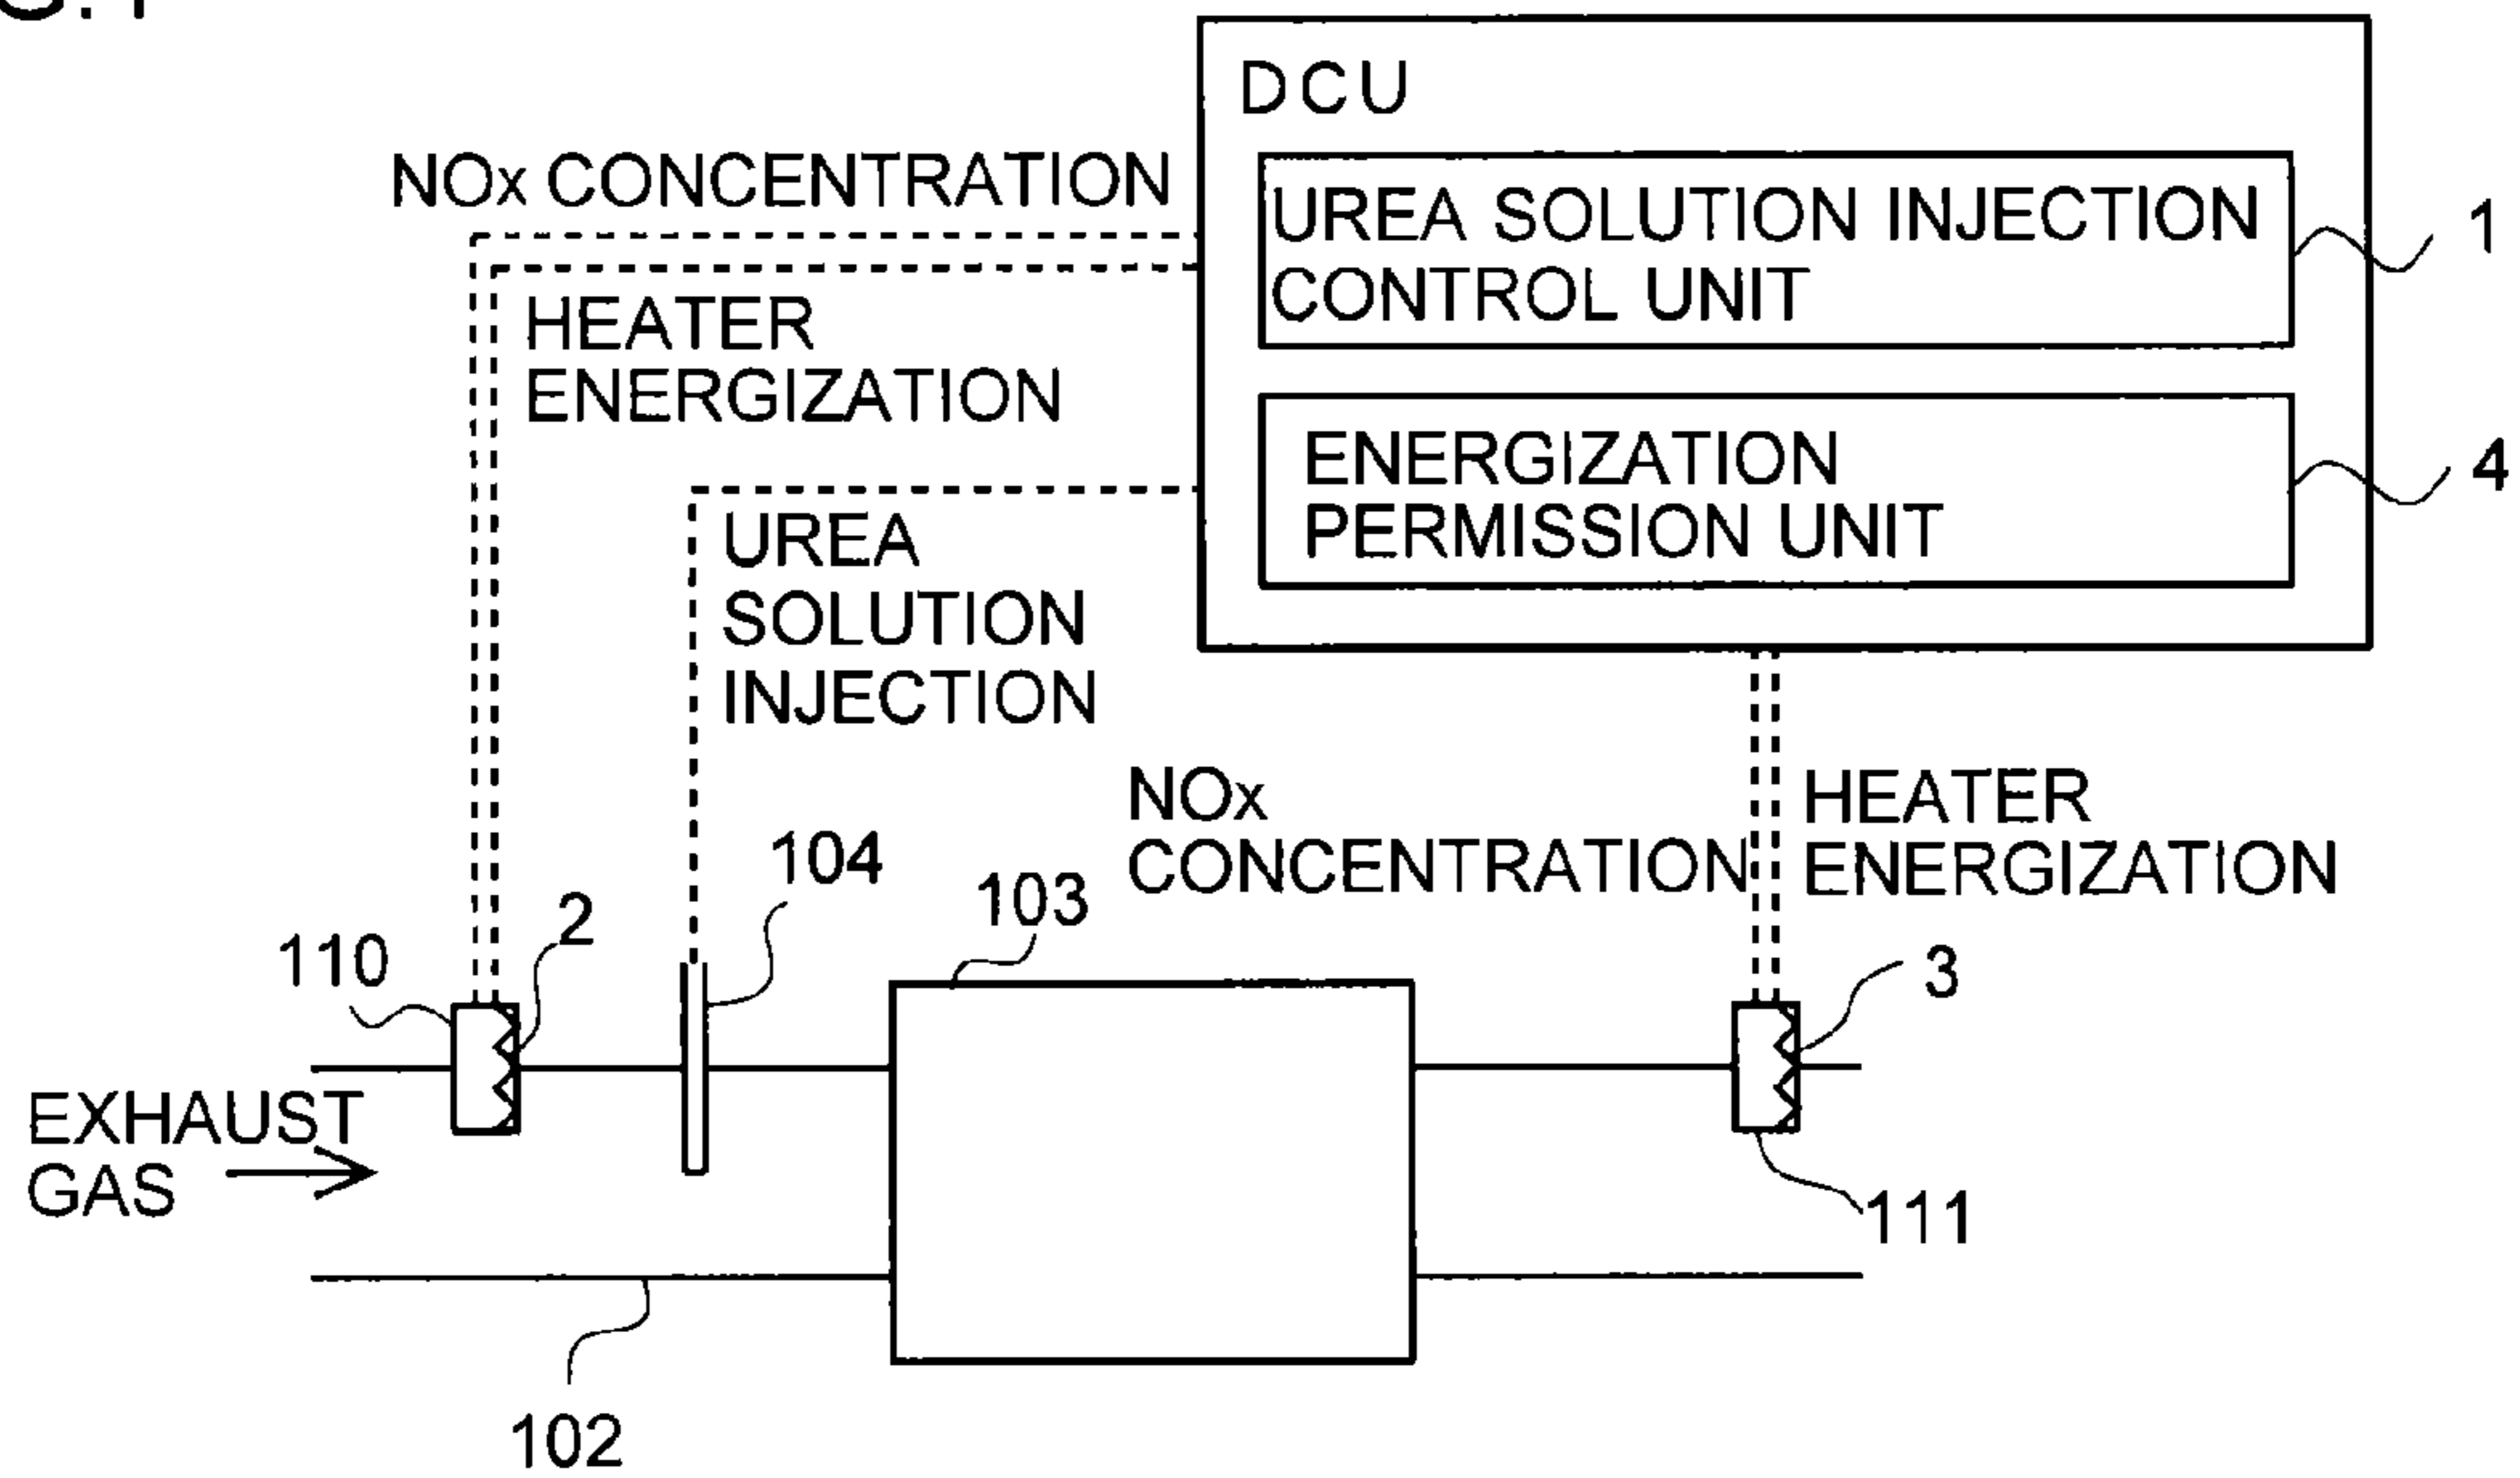 DCU
NOx CONCENTRATION
UREA SOLUTION INJECTION
CONTROL UNIT
1
HEATER
ENERGIZATION
ENERGIZATION
PERMISSION UNIT
4
UREA
SOLUTION
INJECTION
NOx
CONCENTRATION
HEATER
ENERGIZATION
104
103
2
110
3
EXHAUST
GAS
111
102